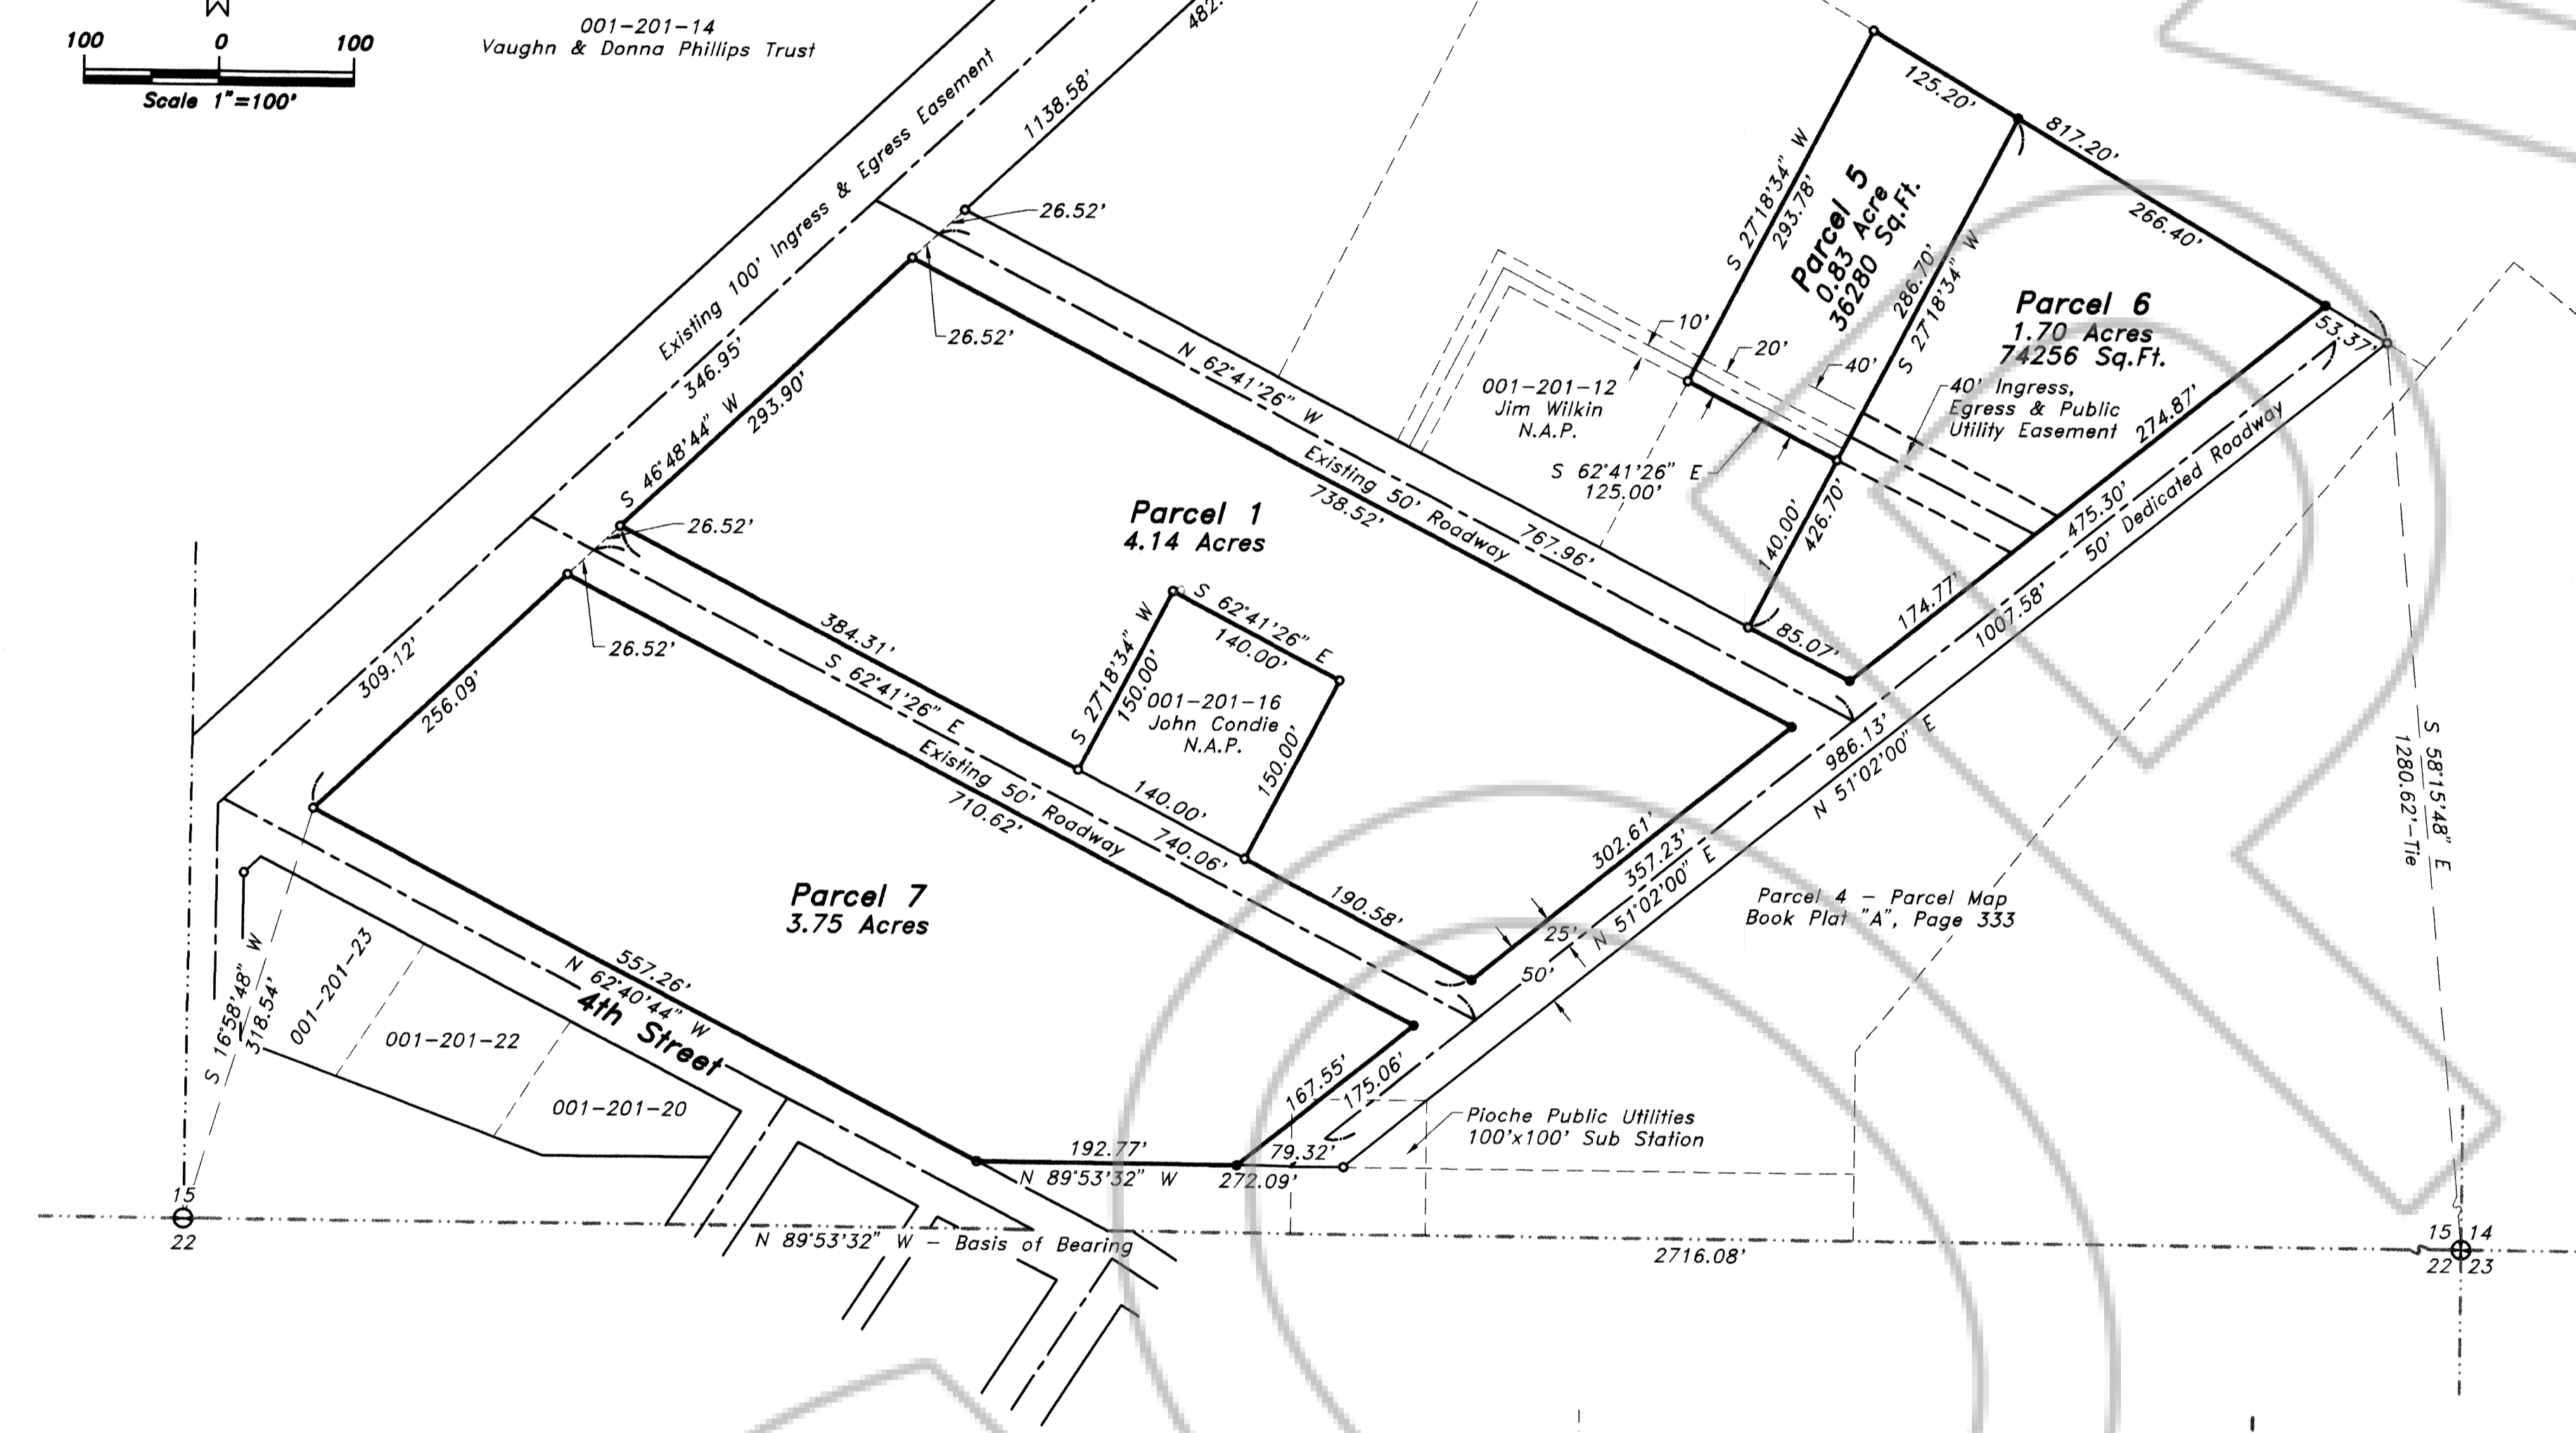 100 0 100
Scale 1"=100'
001-201-14
Vaughn & Donna Phillips Trust
482.
1138.58'
Existing 100' Ingress & Egress Easement
346.95'
26.52'
26.52'
S 46°48'44" W
293.90'
26.52'
26.52'
309.12'
256.09'
N 62°41'26" W
Existing 50' Roadway
738.52'
767.96'
125.20'
817.20'
266.40'
S 27°18'34" W
293.78'
Parcel 5
0.83 Acre
36280 Sq.Ft.
286.70'
S 27°18'34" W
Parcel 6
1.70 Acres
74256 Sq.Ft.
53.37'
10'
20'
40'
40' Ingress,
Egress & Public
Utility Easement
001-201-12
Jim Wilkin
N.A.P.
S 62°41'26" E
125.00'
140.00'
426.70'
274.87'
475.30'
50' Dedicated Roadway
174.77'
1007.58'
85.07'
Parcel 1
4.14 Acres
384.31'
S 62°41'26" E
Existing 50' Roadway
710.62'
740.06'
S 62°41'26" E
140.00'
S 27°18'34" W
150.00'
001-201-16
John Condie
N.A.P.
150.00'
140.00'
190.58'
302.61'
357.23'
N 51°02'00" E
986.13'
N 51°02'00" E
25'
50'
S 58°15'48" E
1280.62'-Tie
Parcel 4 - Parcel Map
Book Plat "A", Page 333
Parcel 7
3.75 Acres
557.26'
N 62°40'44" W
4th Street
S 16°58'48" W
318.54'
001-201-23
001-201-22
001-201-20
167.55'
175.06'
192.77'
N 89°53'32" W
79.32'
272.09'
Pioche Public Utilities
100'x100' Sub Station
15
22
N 89°53'32" W - Basis of Bearing
2716.08'
15 14
22 23